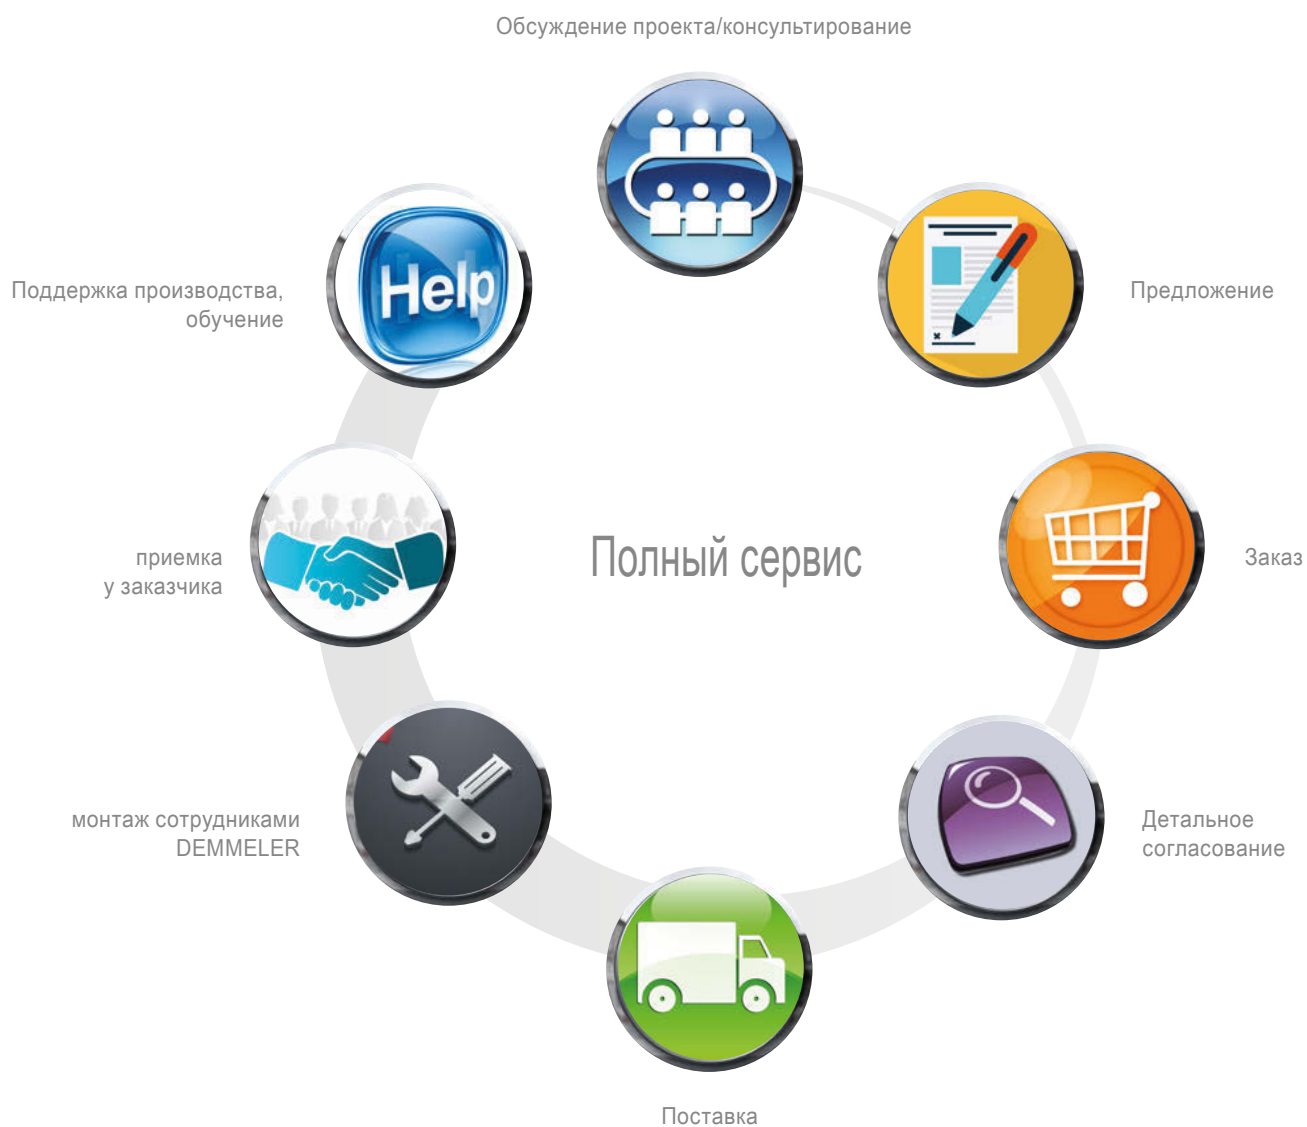 Обсуждение проекта/консультирование
Предложение
Заказ
Детальное
согласование
Поставка
монтаж сотрудниками
DEMMELER
приемка
у заказчика
Поддержка производства,
обучение
Help
Полный сервис